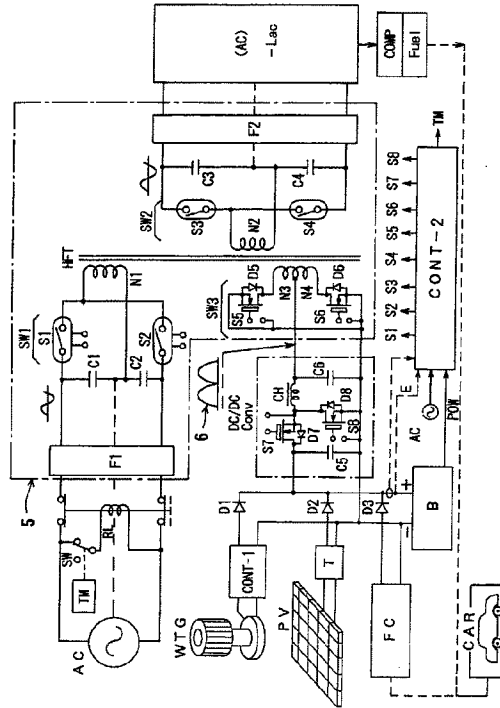 5
AC
TM
SW
RL
F1
SW1
S1
S2
C1
C2
N1
HFT
SW2
S3
S4
N2
C3
C4
F2
(AC)
-Lac
COMP
Fuel
SW3
S5
D5
N3
N4
S6
D6
6
DC/DC
Conv
CH
C6
S7
D7
D8
S8
C5
WTG
CONT-1
D1
PV
T
D2
FC
D3
B
-
+
E
AC
POW
S1 S2 S3 S4 S5 S6 S7 S8
CONT-2
TM
CAR